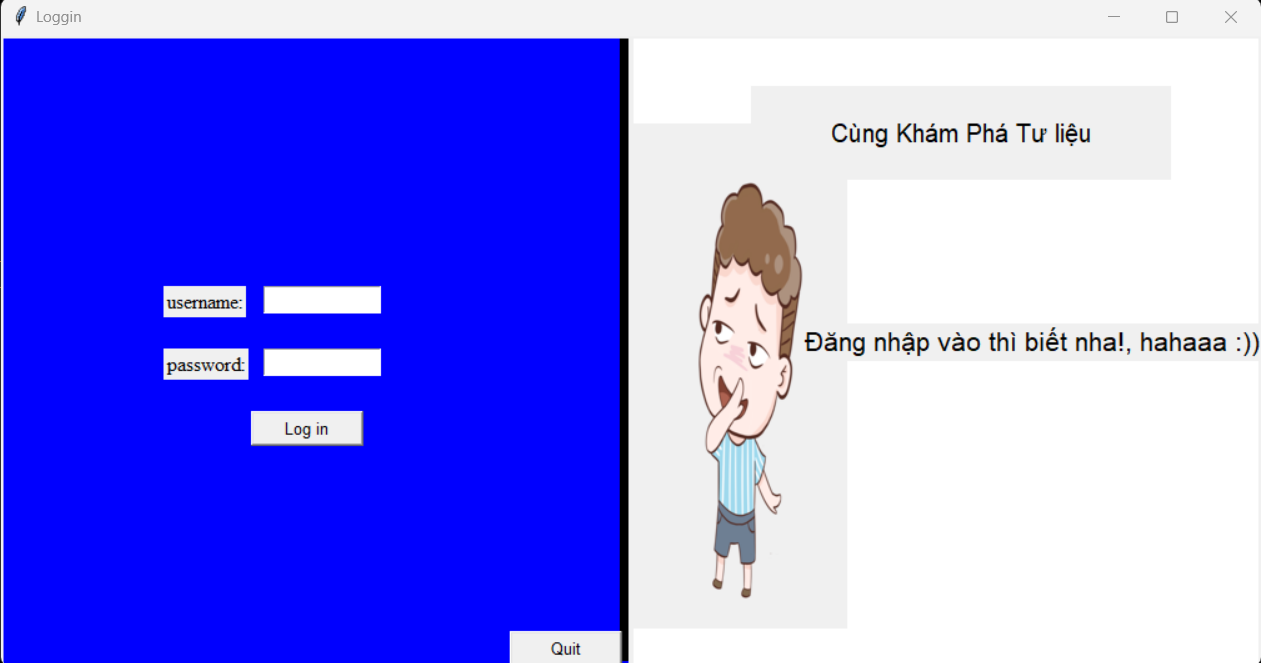 Loggin
username:
password:
Log in
Quit
Cùng Khám Phá Tư liệu
Đăng nhập vào thì biết nha!, hahaaa :))